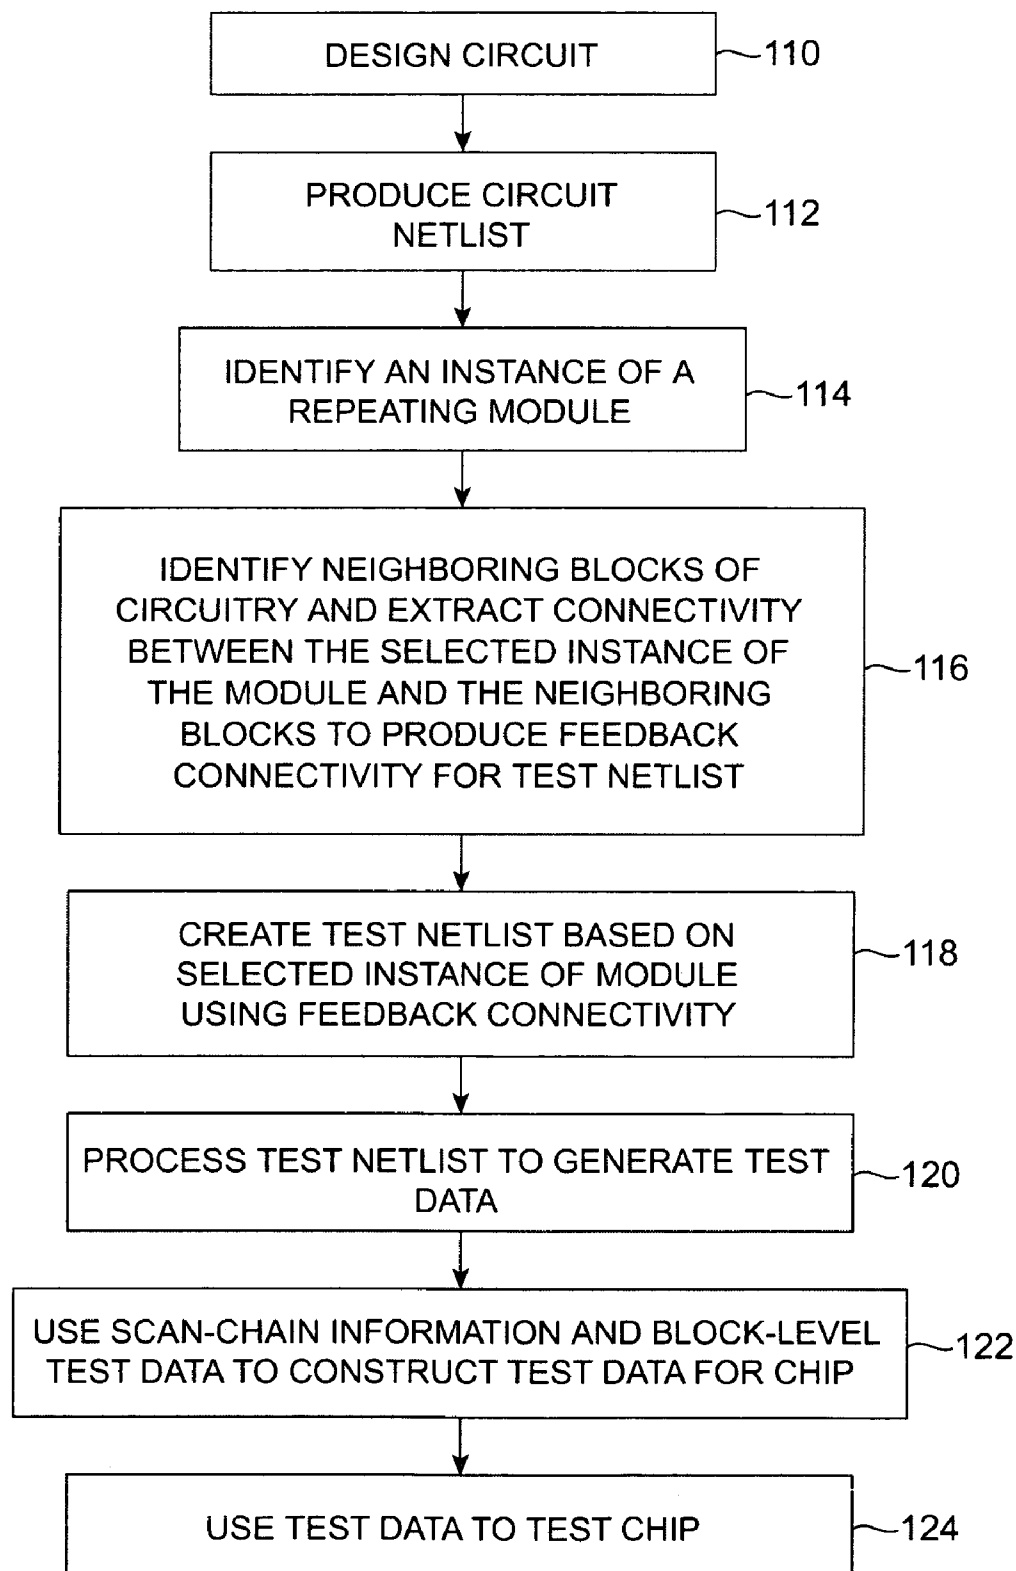 DESIGN CIRCUIT
110
PRODUCE CIRCUIT
NETLIST
112
IDENTIFY AN INSTANCE OF A
REPEATING MODULE
114
IDENTIFY NEIGHBORING BLOCKS OF
CIRCUITRY AND EXTRACT CONNECTIVITY
BETWEEN THE SELECTED INSTANCE OF
THE MODULE AND THE NEIGHBORING
BLOCKS TO PRODUCE FEEDBACK
CONNECTIVITY FOR TEST NETLIST
116
CREATE TEST NETLIST BASED ON
SELECTED INSTANCE OF MODULE
USING FEEDBACK CONNECTIVITY
118
PROCESS TEST NETLIST TO GENERATE TEST
DATA
120
USE SCAN-CHAIN INFORMATION AND BLOCK-LEVEL
TEST DATA TO CONSTRUCT TEST DATA FOR CHIP
122
USE TEST DATA TO TEST CHIP
124